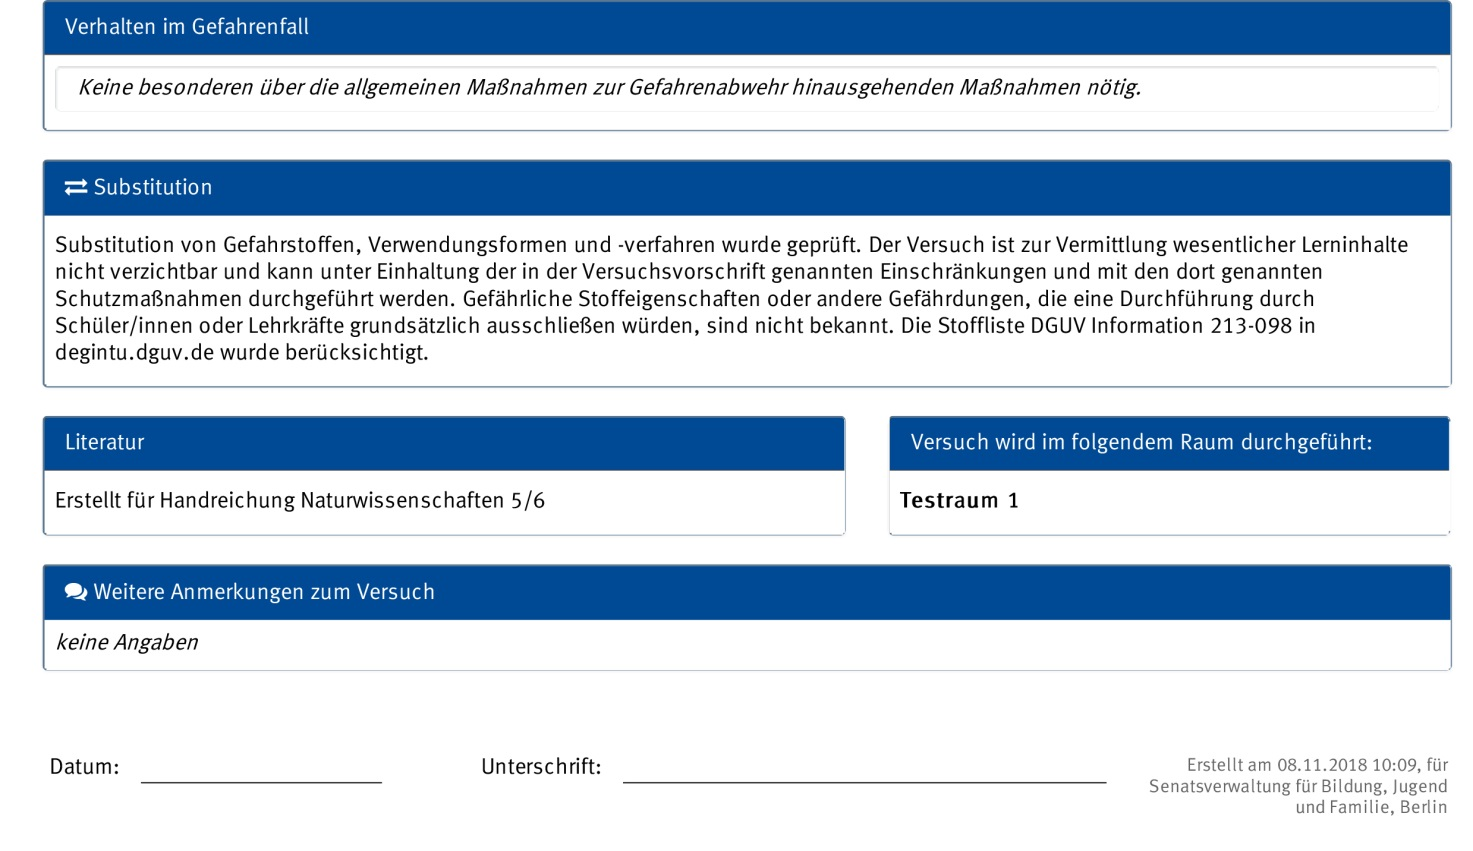 Verhalten im Gefahrenfall
Keine besonderen über die allgemeinen Maßnahmen zur Gefahrenabwehr hinausgehenden Maßnahmen nötig.
Substitution
Substitution von Gefahrstoffen, Verwendungsformen und -verfahren wurde geprüft. Der Versuch ist zur Vermittlung wesentlicher Lerninhalte
nicht verzichtbar und kann unter Einhaltung der in der Versuchsvorschrift genannten Einschränkungen und mit den dort genannten
Schutzmaßnahmen durchgeführt werden. Gefährliche Stoffeigenschaften oder andere Gefährdungen, die eine Durchführung durch
Schüler/innen oder Lehrkräfte grundsätzlich ausschließen würden, sind nicht bekannt. Die Stoffliste DGUV Information 213-098 in
degintu.dguv.de wurde berücksichtigt.
Literatur
Erstellt für Handreichung Naturwissenschaften 5/6
Versuch wird im folgendem Raum durchgeführt:
Testraum 1
Weitere Anmerkungen zum Versuch
keine Angaben
Datum:
Unterschrift:
Erstellt am 08.11.2018 10:09, für
Senatsverwaltung für Bildung, Jugend
und Familie, Berlin